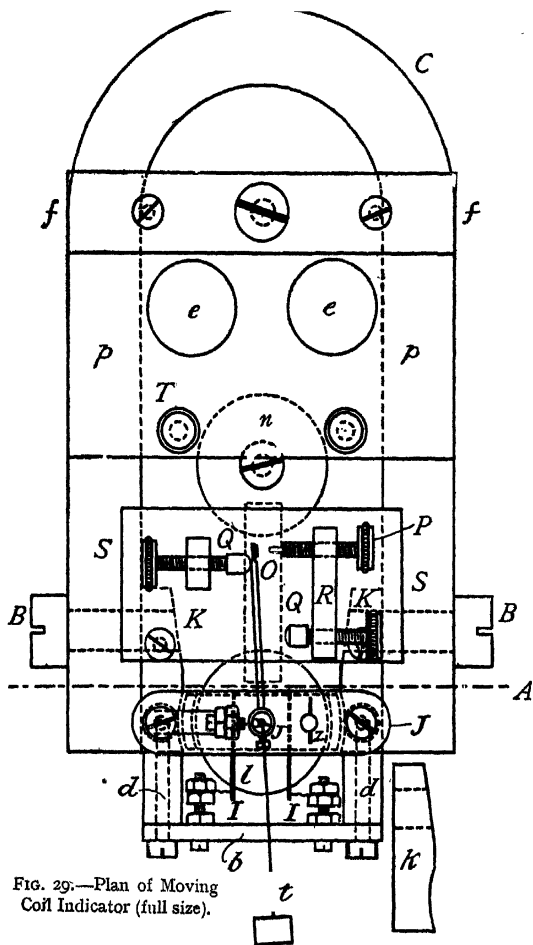 C
f f
e e
p p
T
n
P
Q
S O S
Q R K
B K B
A
J
J
z
l
d d
I I
b
k
t
FIG. 29.—Plan of Moving
Coil Indicator (full size).